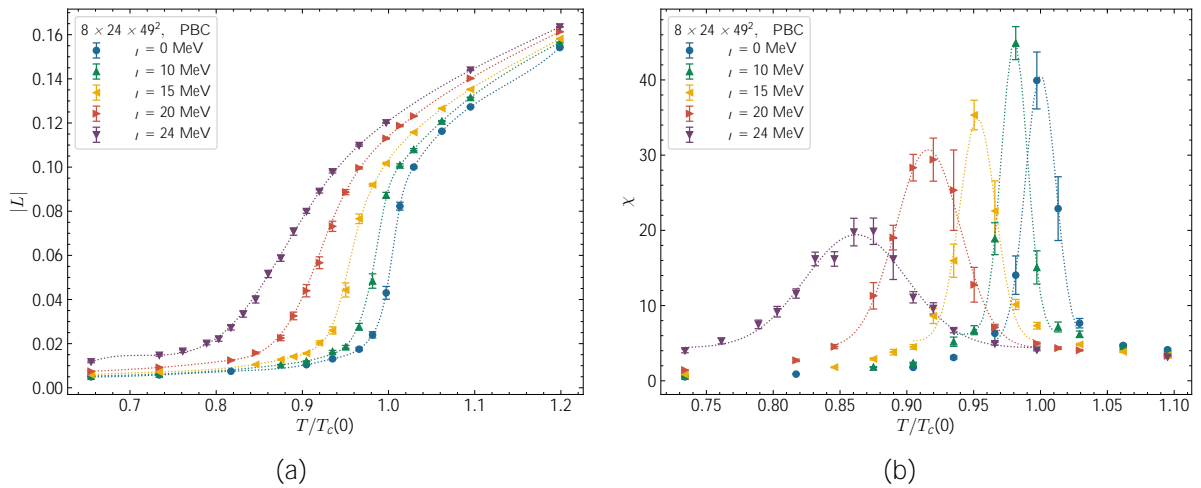 8 × 24 × 49², PBC
ı = 0 MeV
ı = 10 MeV
ı = 15 MeV
ı = 20 MeV
ı = 24 MeV
0.16
0.14
0.12
0.10
0.08
0.06
0.04
0.02
0.00
|L|
0.7 0.8 0.9 1.0 1.1 1.2
T/T_c(0)
(a)
8 × 24 × 49², PBC
ı = 0 MeV
ı = 10 MeV
ı = 15 MeV
ı = 20 MeV
ı = 24 MeV
40
30
20
10
0
χ
0.75 0.80 0.85 0.90 0.95 1.00 1.05 1.10
T/T_c(0)
(b)